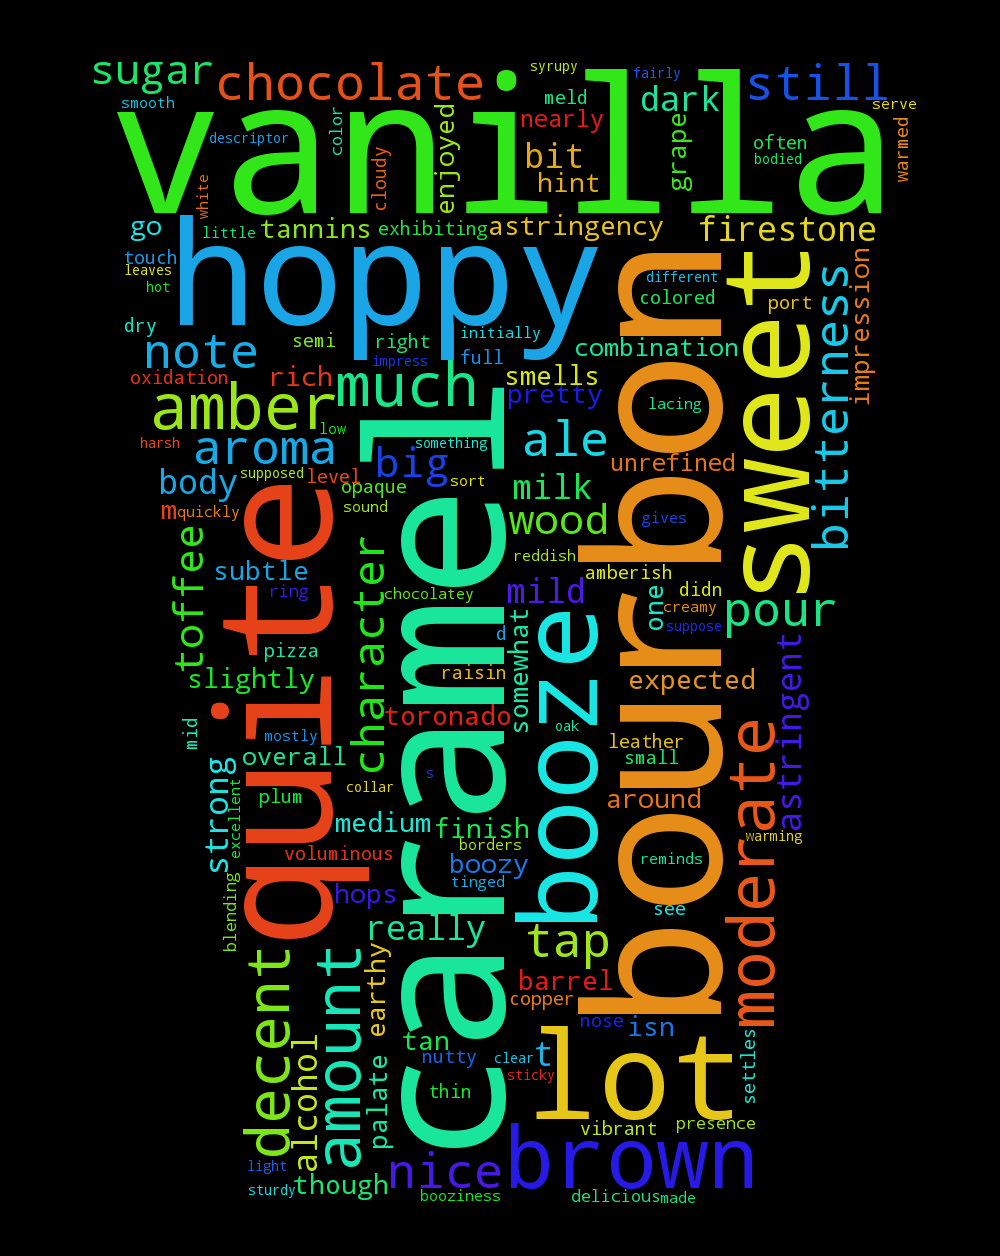 sugar
chocolate
syrupy
fairly
still
smooth
meld
dark
serve
vanilla
descriptor
color
cloudy
enjoyed
nearly
bit
hint
grape
often
bodied
warmed
white
go
little
tannins
exhibiting
astringency
firestone
touch
leaves
hot
hoppy
different
colored
port
sweet
bitterness
impression
dry
semi
right
initially
note
impress
full
combination
oxidation
rich
much
smells
pretty
lacing
amber
low
harsh
aroma
something
ale
bourbon
unrefined
body
supposed
level
big
sort
opaque
milk
m
quickly
sound
wood
gives
toffee
quite
character
caramel
reddish
amberish
subtle
ring
chocolatey
mild
didn
one
creamy
pour
suppose
d
booze
pizza
somewhat
slightly
raisin
expected
astringent
toronado
mid
mostly
oak
leather
overall
small
strong
s
plum
collar
around
moderate
excellent
medium
finish
warming
voluminous
borders
boozy
reminds
blending
hops
tinged
see
really
tap
decent
amount
earthy
barrel
copper
nose
isn
tan
alcohol
nutty
clear
t
lot
settles
palate
sticky
thin
vibrant
presence
light
nice
brown
sturdy
though
booziness
delicious
made